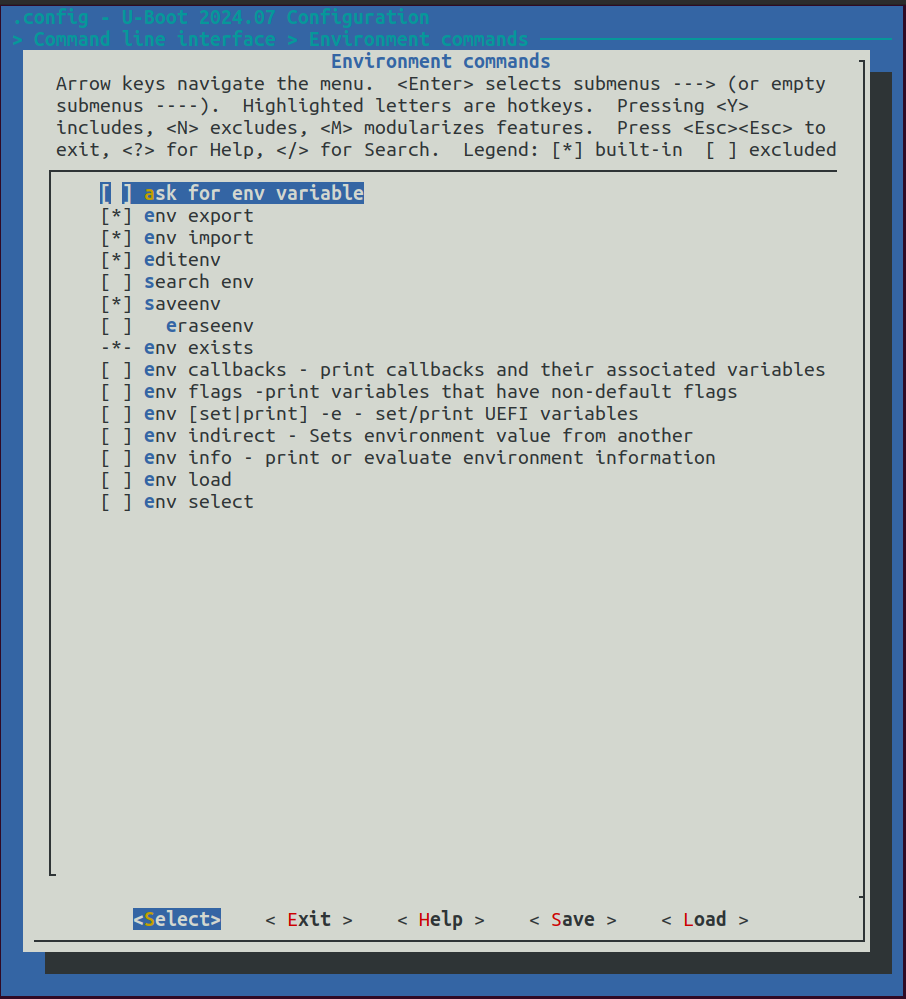 .config - U-Boot 2024.07 Configuration
> Command line interface > Environment commands
Environment commands
Arrow keys navigate the menu.  <Enter> selects submenus ---> (or empty
submenus ----).  Highlighted letters are hotkeys.  Pressing <Y>
includes, <N> excludes, <M> modularizes features.  Press <Esc><Esc> to
exit, <?> for Help, </> for Search.  Legend: [*] built-in  [ ] excluded
[ ] ask for env variable
[*] env export
[*] env import
[*] editenv
[ ] search env
[*] saveenv
[ ]   eraseenv
-*- env exists
[ ] env callbacks - print callbacks and their associated variables
[ ] env flags -print variables that have non-default flags
[ ] env [set|print] -e - set/print UEFI variables
[ ] env indirect - Sets environment value from another
[ ] env info - print or evaluate environment information
[ ] env load
[ ] env select
<Select>    < Exit >    < Help >    < Save >    < Load >